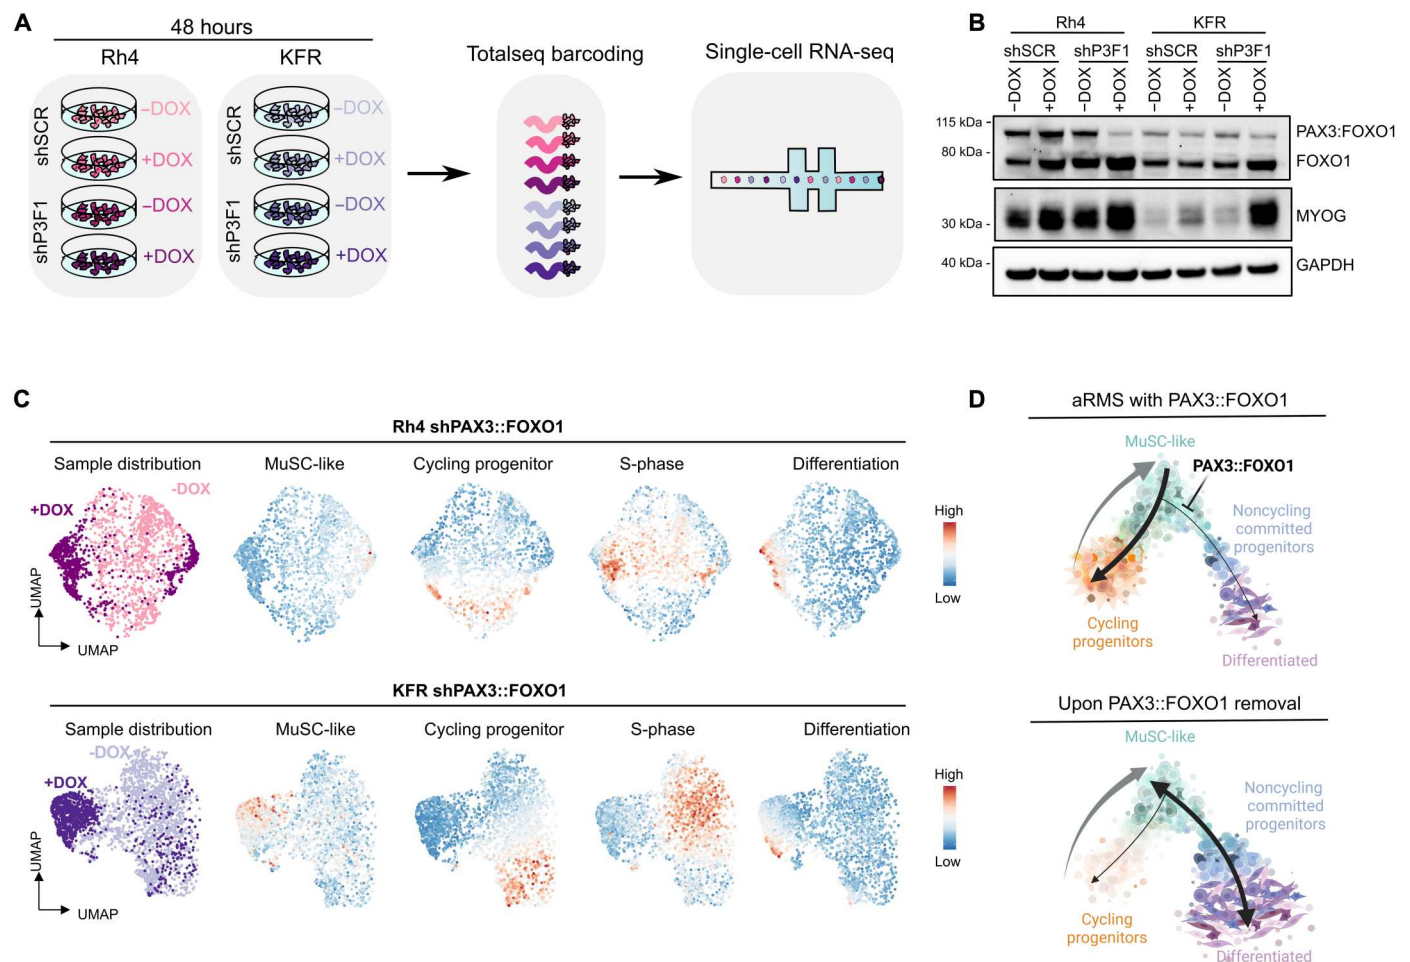 A
48 hours
Rh4
KFR
shSCR
shP3F1
–DOX
+DOX
–DOX
+DOX
shSCR
shP3F1
–DOX
+DOX
–DOX
+DOX
Totalseq barcoding
Single-cell RNA-seq
B
Rh4
KFR
shSCR
shP3F1
shSCR
shP3F1
–DOX
+DOX
–DOX
+DOX
–DOX
+DOX
–DOX
+DOX
115 kDa -
80 kDa -
30 kDa -
40 kDa -
PAX3:FOXO1
FOXO1
MYOG
GAPDH
C
Rh4 shPAX3::FOXO1
Sample distribution
MuSC-like
Cycling progenitor
S-phase
Differentiation
-DOX
+DOX
UMAP
UMAP
High
Low
KFR shPAX3::FOXO1
Sample distribution
MuSC-like
Cycling progenitor
S-phase
Differentiation
-DOX
+DOX
UMAP
UMAP
High
Low
D
aRMS with PAX3::FOXO1
MuSC-like
PAX3::FOXO1
Noncycling
committed
progenitors
Cycling
progenitors
Differentiated
Upon PAX3::FOXO1 removal
MuSC-like
Noncycling
committed
progenitors
Cycling
progenitors
Differentiated